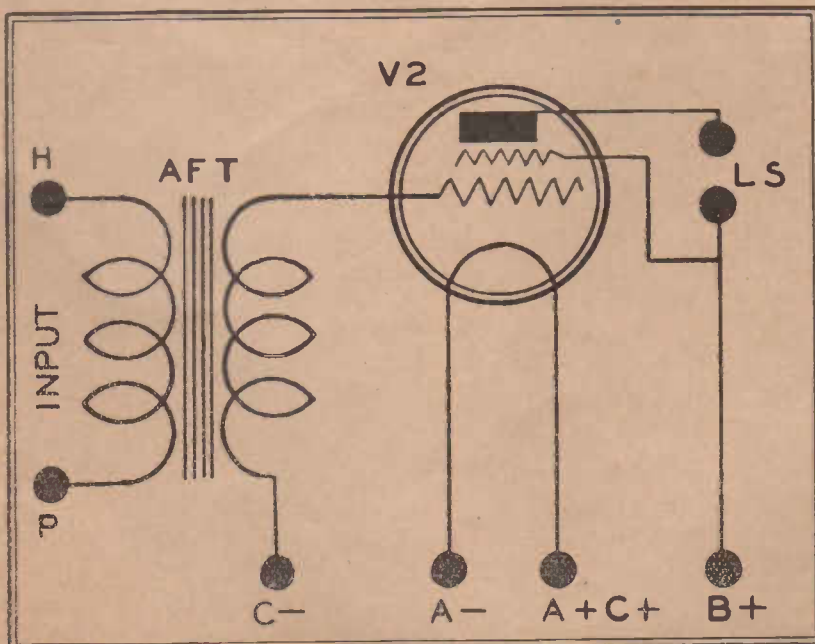 V2
H
AFT
LS
INPUT
P
C-
A-
A+C+
B+